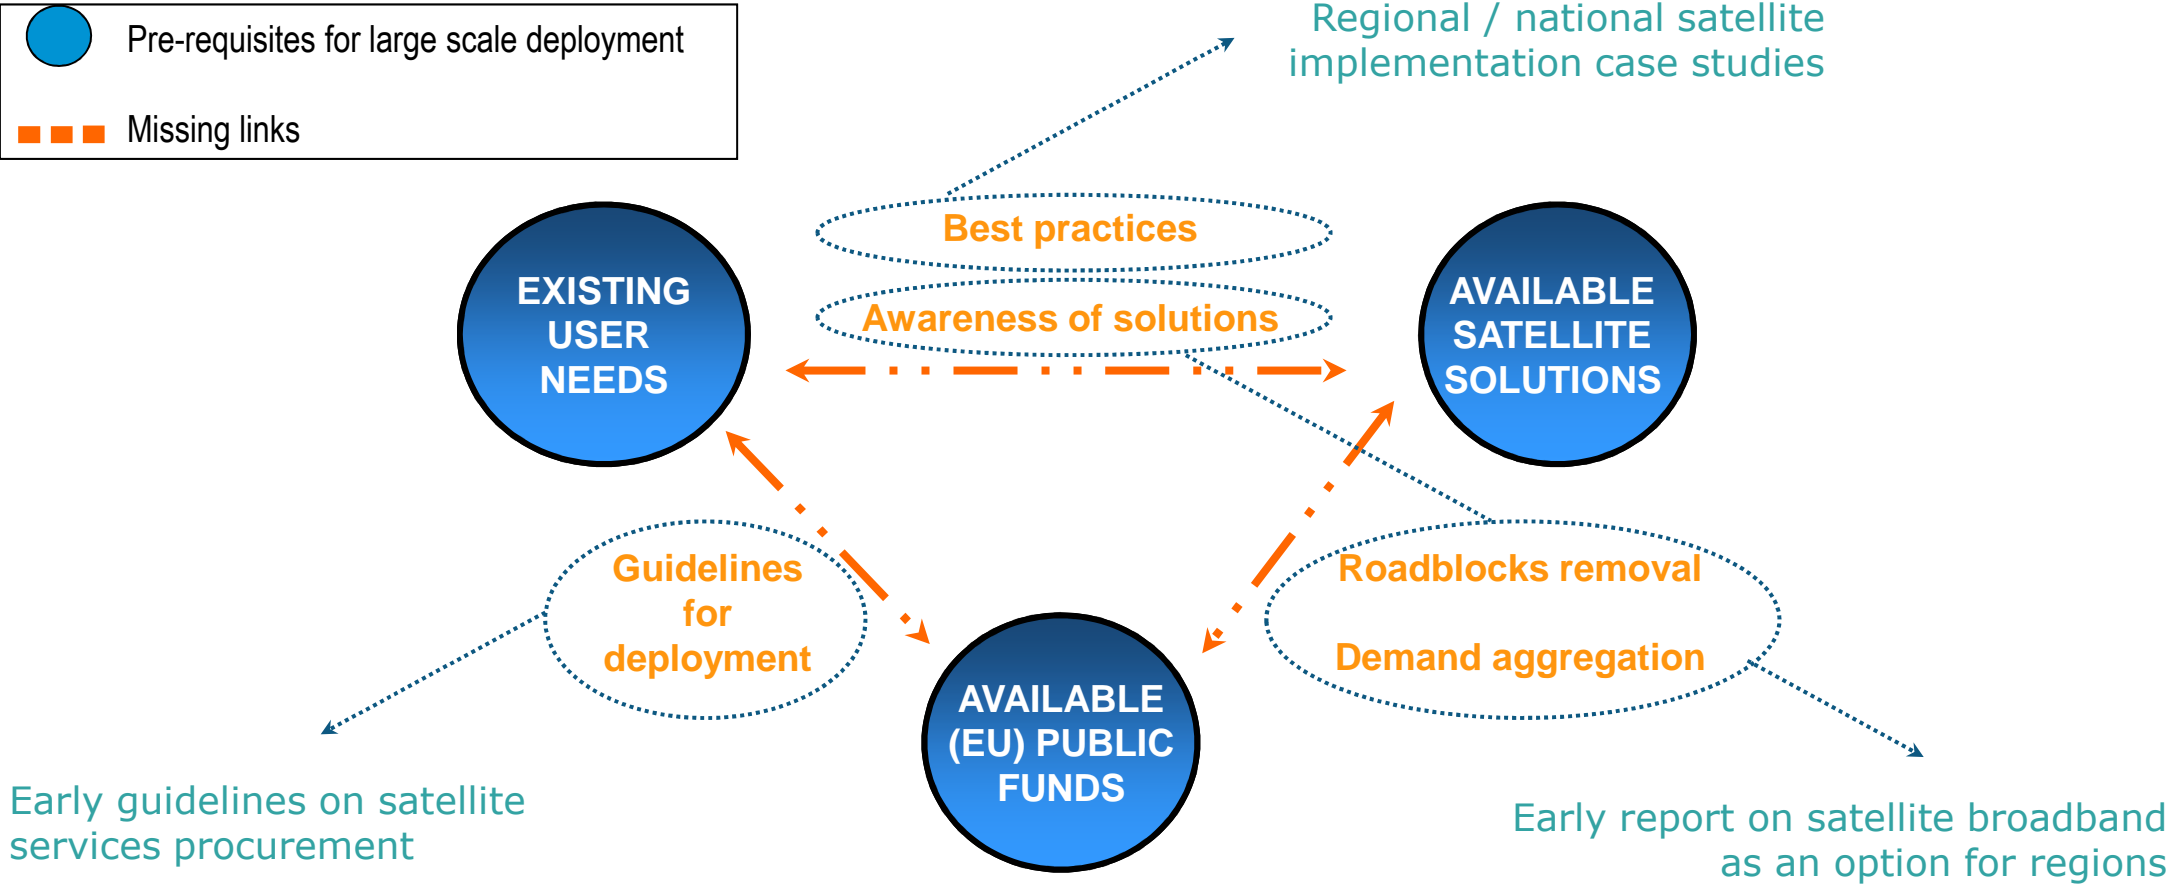 Pre-requisites for large scale deployment
Missing links
Regional / national satellite
implementation case studies
Best practices
Awareness of solutions
EXISTING
USER
NEEDS
AVAILABLE
SATELLITE
SOLUTIONS
Guidelines
for
deployment
Roadblocks removal
Demand aggregation
AVAILABLE
(EU) PUBLIC
FUNDS
Early guidelines on satellite
services procurement
Early report on satellite broadband
as an option for regions